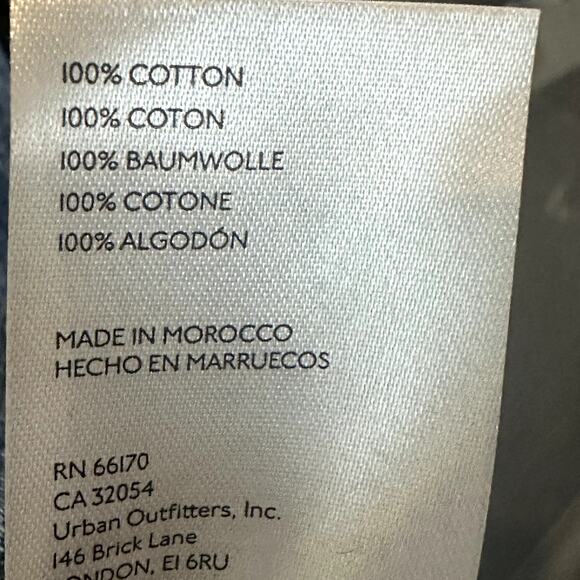 100% COTTON
100% COTON
100% BAUMWOLLE
100% COTONE
100% ALGODÓN
MADE IN MOROCCO
HECHO EN MARRUECOS
RN 66170
CA 32054
Urban Outfitters, Inc.
146 Brick Lane
LONDON, E1 6RU